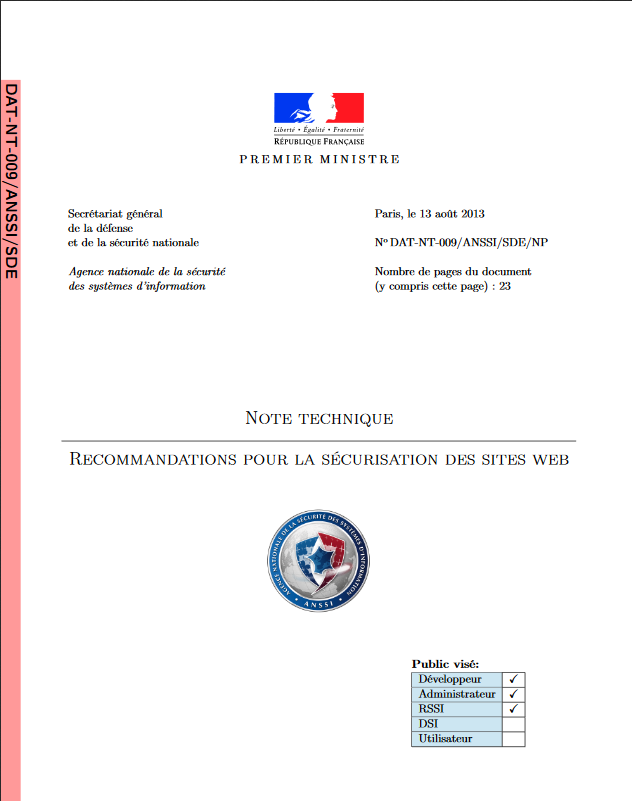 DAT-NT-009/ANSSI/SDE
Liberté • Égalité • Fraternité
RÉPUBLIQUE FRANÇAISE
PREMIER MINISTRE
Secrétariat général
de la défense
et de la sécurité nationale
Agence nationale de la sécurité
des systèmes d'information
Paris, le 13 août 2013
Nº DAT-NT-009/ANSSI/SDE/NP
Nombre de pages du document
(y compris cette page) : 23
NOTE TECHNIQUE
RECOMMANDATIONS POUR LA SÉCURISATION DES SITES WEB
AGENCE NATIONALE DE LA SÉCURITÉ DES SYSTÈMES D'INFORMATION
• ANSSI •
Public visé:
Développeur ✓
Administrateur ✓
RSSI ✓
DSI
Utilisateur